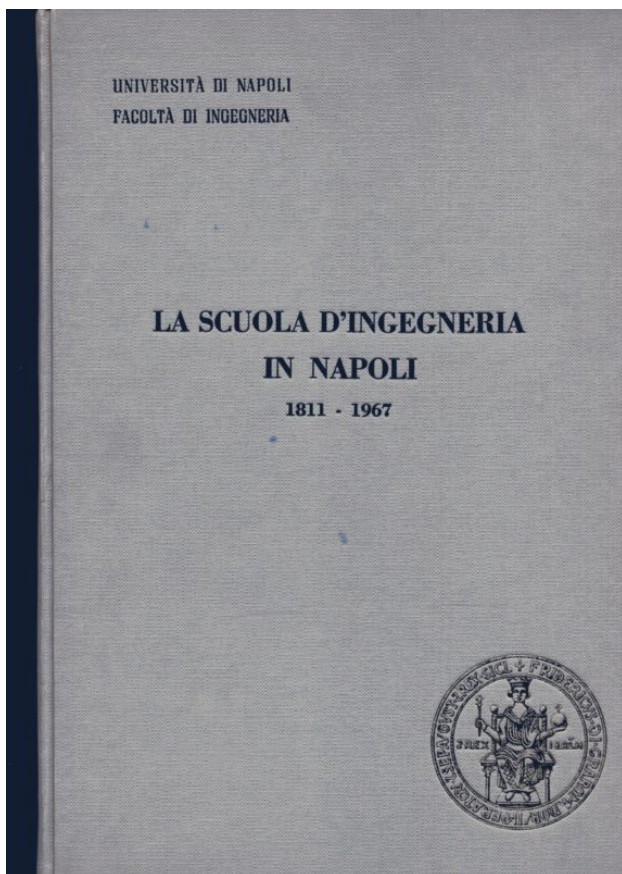 UNIVERSITÀ DI NAPOLI
FACOLTÀ DI INGEGNERIA
LA SCUOLA D'INGEGNERIA
IN NAPOLI
1811 - 1967